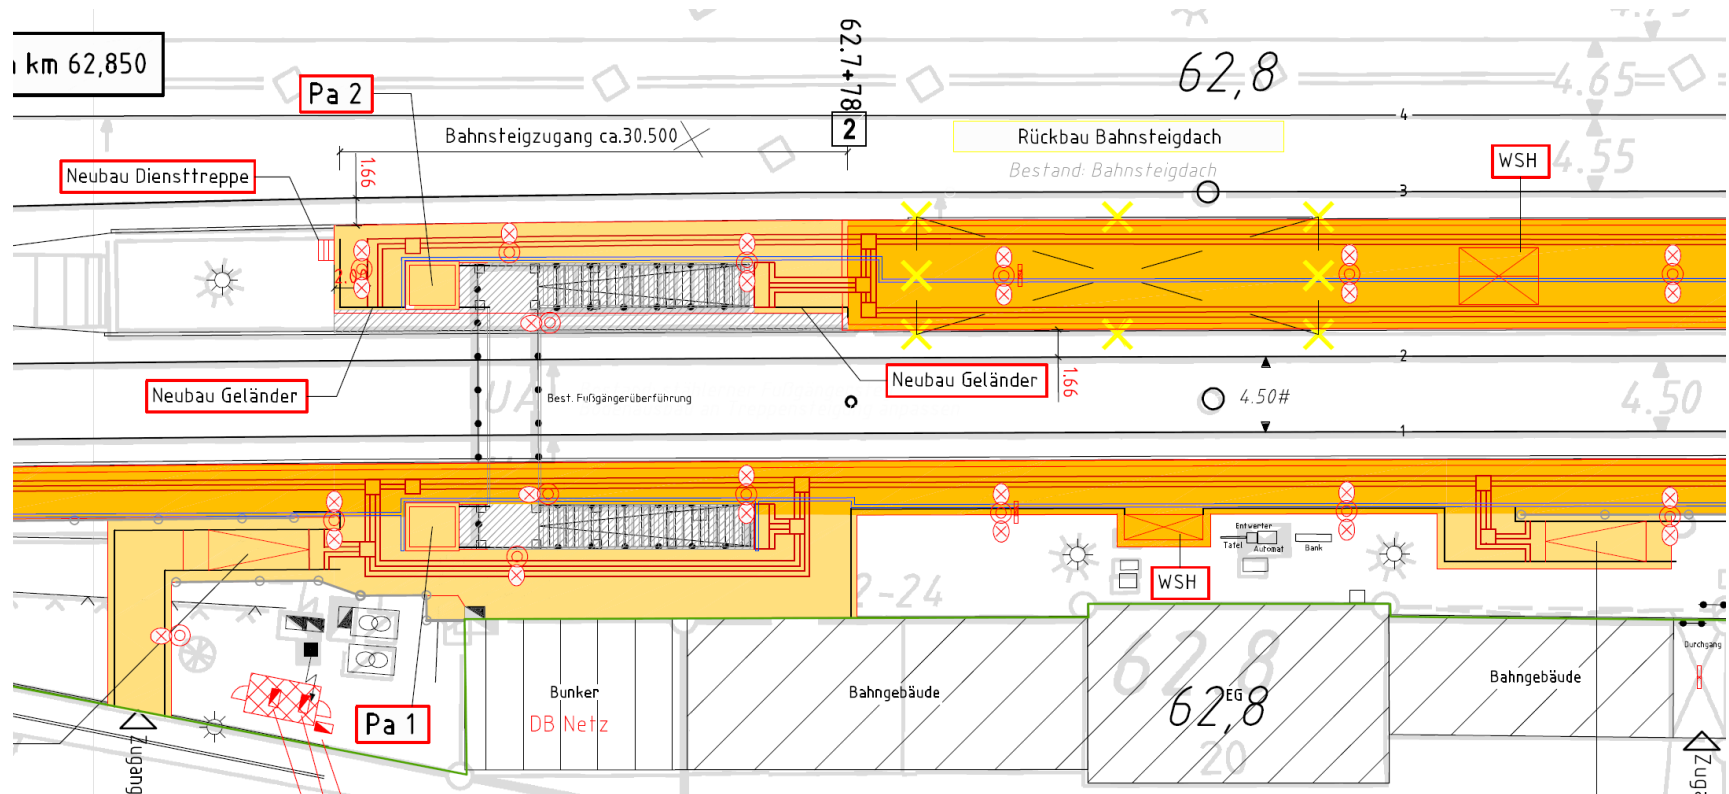 km 62,850
Pa 2
62.7+78
2
62,8
4.65
4
Bahnsteigzugang ca.30.500
Rückbau Bahnsteigdach
Bestand: Bahnsteigdach
WSH
4.55
Neubau Diensttreppe
1.66
3
2
Neubau Geländer
Neubau Geländer
1.66
UA
Best. Fußgängerüberführung
4.50#
4.50
1
Entwerter
Tafel
Automat
Bank
WSH
2-24
62,8
Durchgang
Bunker
DB Netz
Bahngebäude
EG
62,8
Bahngebäude
Pa 1
20
Zugang